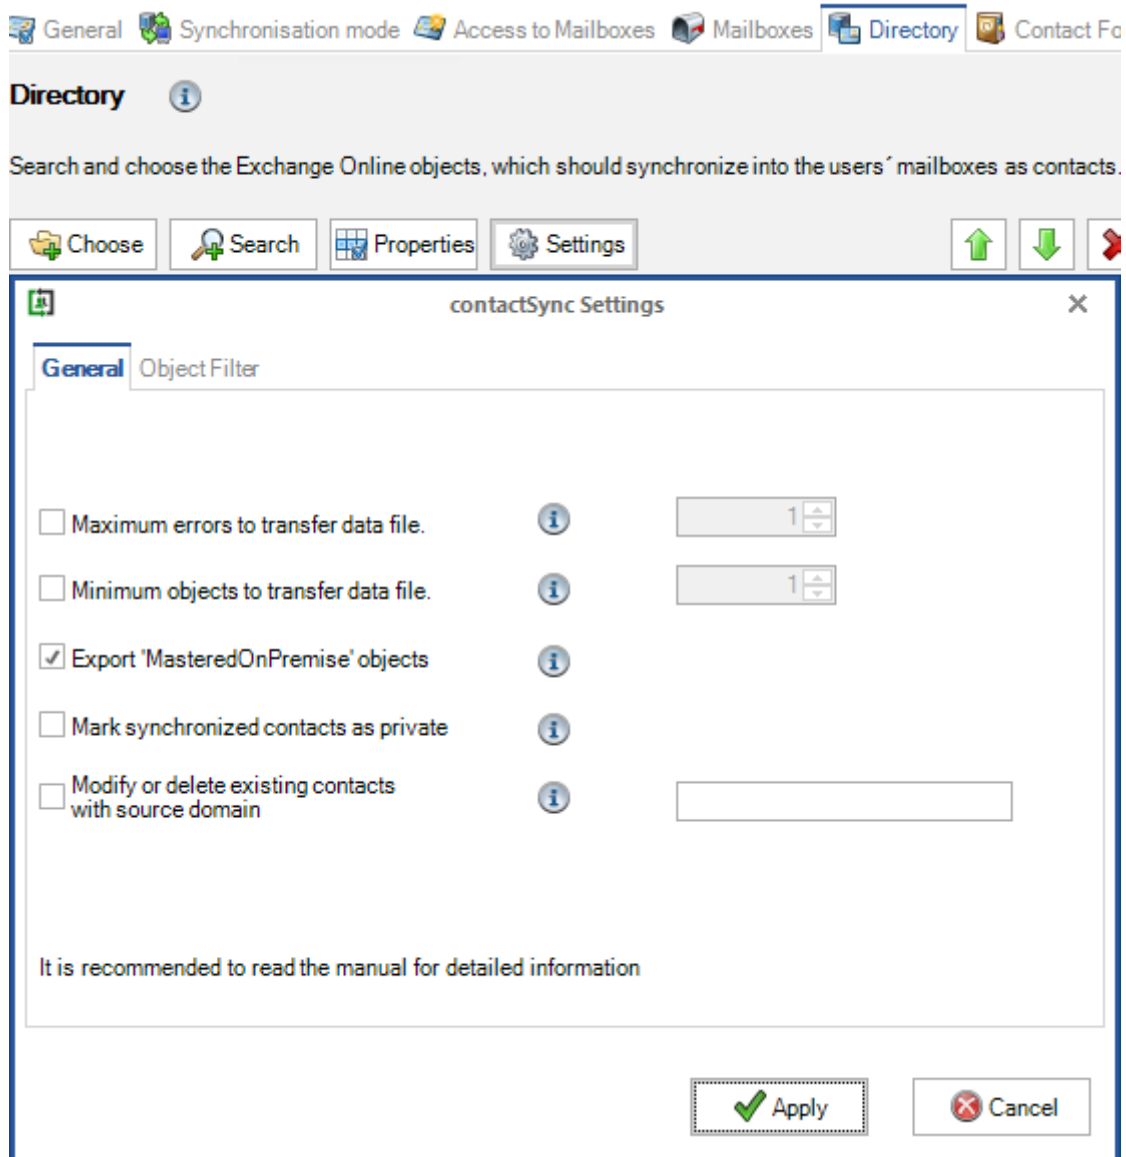 General Synchronisation mode Access to Mailboxes Mailboxes Directory Contact Fo
Directory
Search and choose the Exchange Online objects, which should synchronize into the users´ mailboxes as contacts.
Choose Search Properties Settings
contactSync Settings
General Object Filter
Maximum errors to transfer data file. 1
Minimum objects to transfer data file. 1
Export 'MasteredOnPremise' objects
Mark synchronized contacts as private
Modify or delete existing contacts
with source domain
It is recommended to read the manual for detailed information
Apply Cancel